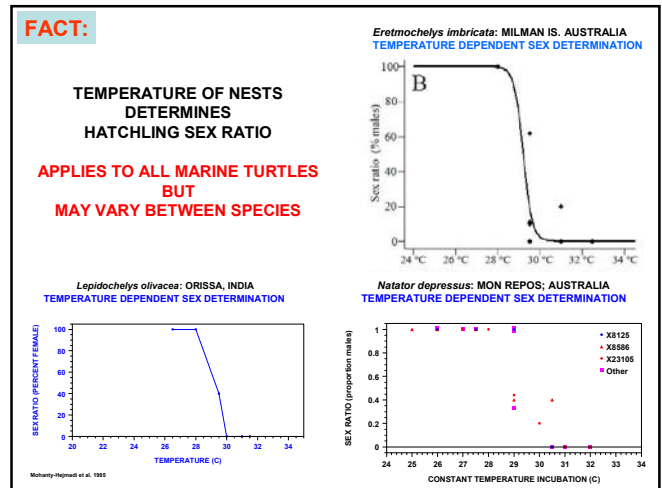 FACT:
TEMPERATURE OF NESTS
DETERMINES
HATCHLING SEX RATIO
APPLIES TO ALL MARINE TURTLES
BUT
MAY VARY BETWEEN SPECIES
Eretmochelys imbricata: MILMAN IS. AUSTRALIA
TEMPERATURE DEPENDENT SEX DETERMINATION
B
Sex ratio (% males)
100
80
60
40
20
0
24 °C 26 °C 28 °C 30 °C 32 °C 34 °C
Lepidochelys olivacea: ORISSA, INDIA
TEMPERATURE DEPENDENT SEX DETERMINATION
SEX RATIO (PERCENT FEMALE)
100
80
60
40
20
0
20 22 24 26 28 30 32 34
TEMPERATURE (C)
Mohanty-Hejmadi et al. 1985
Natator depressus: MON REPOS; AUSTRALIA
TEMPERATURE DEPENDENT SEX DETERMINATION
SEX RATIO (proportion males)
1
0.8
0.6
0.4
0.2
0
X8125
X8586
X23105
Other
24 25 26 27 28 29 30 31 32 33 34
CONSTANT TEMPERATURE INCUBATION (C)